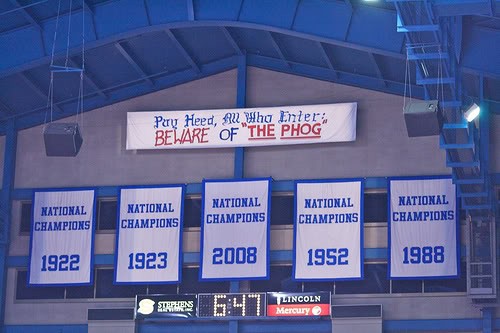 Pay Heed, All Who Enter:
BEWARE OF "THE PHOG"
NATIONAL
CHAMPIONS
1922
NATIONAL
CHAMPIONS
1923
NATIONAL
CHAMPIONS
2008
NATIONAL
CHAMPIONS
1952
NATIONAL
CHAMPIONS
1988
STEPHENS
6:47
LINCOLN
Mercury